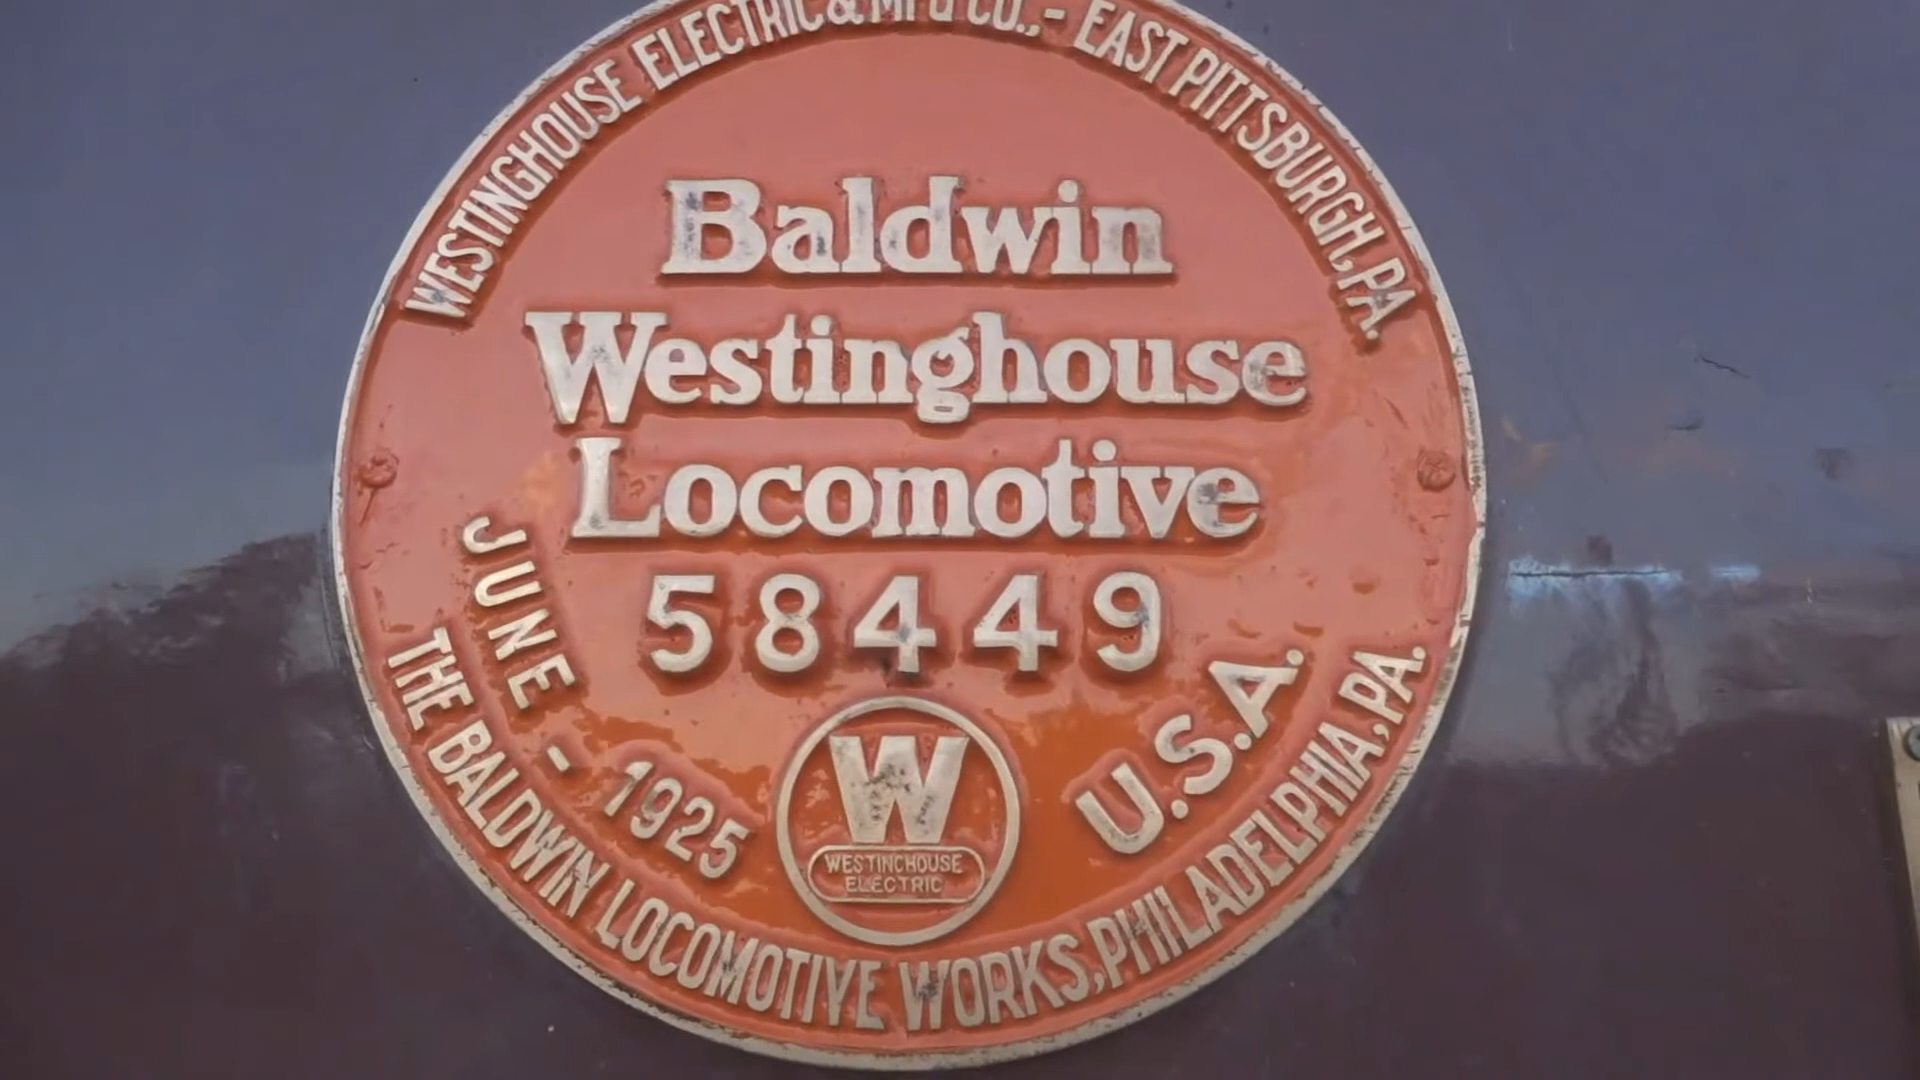 WESTINGHOUSE ELECTRIC & MFG CO., - EAST PITTSBURGH, PA.
Baldwin
Westinghouse
Locomotive
58449
JUNE - 1925
U.S.A.
W
WESTINGHOUSE
ELECTRIC
THE BALDWIN LOCOMOTIVE WORKS, PHILADELPHIA, PA.